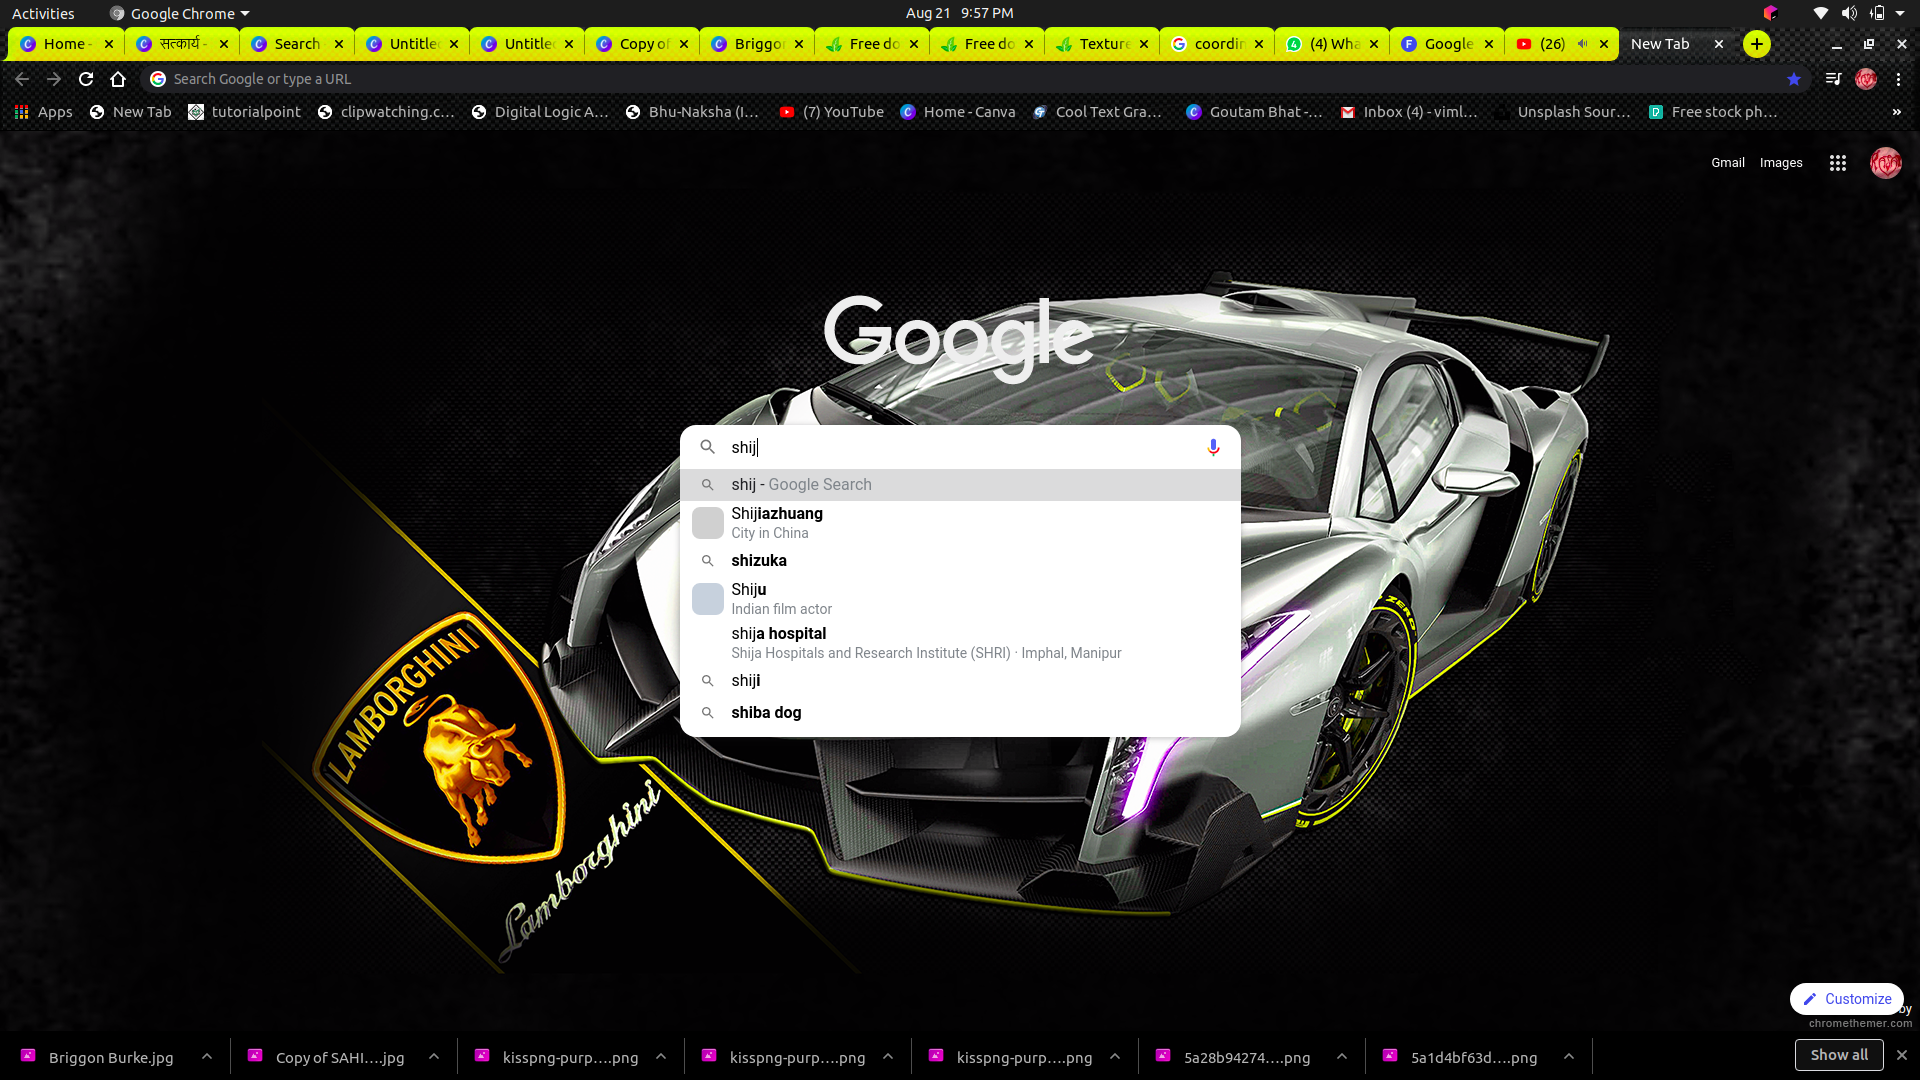 Activities
Google Chrome
Aug 21 9:57 PM
Home -
सत्कार्य -
Search
Untitled
Untitled
Copy of
Briggo
Free do
Free do
Texture
coordin
(4) Wha
Google
(26)
New Tab
Search Google or type a URL
Apps
New Tab
tutorialpoint
clipwatching.c...
Digital Logic A...
Bhu-Naksha (I...
(7) YouTube
Home - Canva
Cool Text Gra...
Goutam Bhat -...
Inbox (4) - viml...
Unsplash Sour...
Free stock ph...
»
Gmail
Images
Google
shij
shij - Google Search
Shijiazhuang
City in China
shizuka
Shiju
Indian film actor
shija hospital
Shija Hospitals and Research Institute (SHRI) · Imphal, Manipur
shiji
shiba dog
LAMBORGHINI
Lamborghini
ZERO
Customize
by
chromethemer.com
Briggon Burke.jpg
Copy of SAHI....jpg
kisspng-purp....png
kisspng-purp....png
kisspng-purp....png
5a28b94274....png
5a1d4bf63d....png
Show all